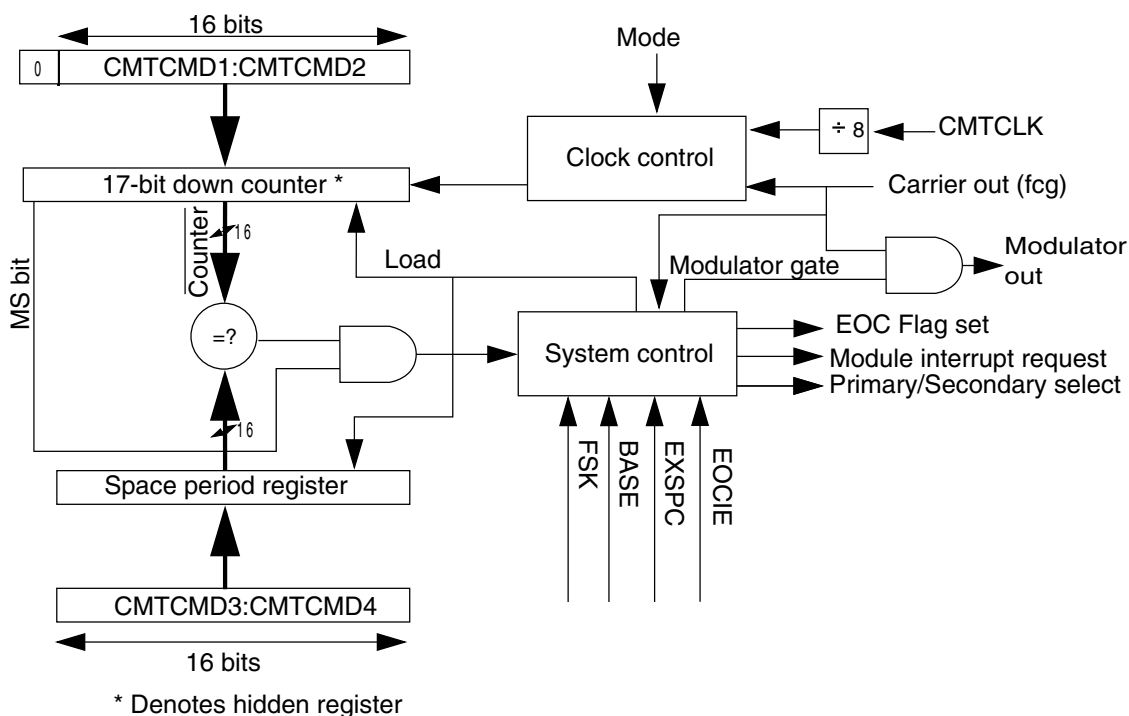 16 bits
0 CMTCMD1:CMTCMD2
Mode
÷ 8
CMTCLK
Clock control
17-bit down counter *
Carrier out (fcg)
Counter
16
MS bit
Load
Modulator gate
Modulator
out
=?
System control
EOC Flag set
Module interrupt request
Primary/Secondary select
16
FSK
BASE
EXSPC
EOCIE
Space period register
CMTCMD3:CMTCMD4
16 bits
* Denotes hidden register